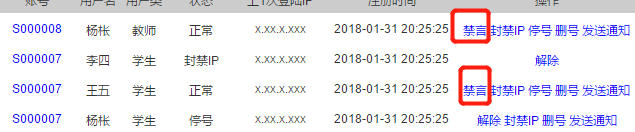 账号 用户名 用户类 状态 上1次登陆IP 注册时间 操作
S000008 杨枨 教师 正常 x.xx.x.xxx 2018-01-31 20:25:25 禁言 封禁IP 停号 删号 发送通知
S000007 李四 学生 封禁IP x.xx.x.xxx 2018-01-31 20:25:25 解除
S000007 王五 学生 正常 x.xx.x.xxx 2018-01-31 20:25:25 禁言 封禁IP 停号 删号 发送通知
S000007 杨枨 学生 停号 x.xx.x.xxx 2018-01-31 20:25:25 解除 封禁IP 删号 发送通知